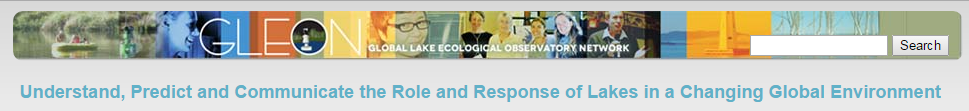 GLEON
GLOBAL LAKE ECOLOGICAL OBSERVATORY NETWORK
Search
Understand, Predict and Communicate the Role and Response of Lakes in a Changing Global Environment